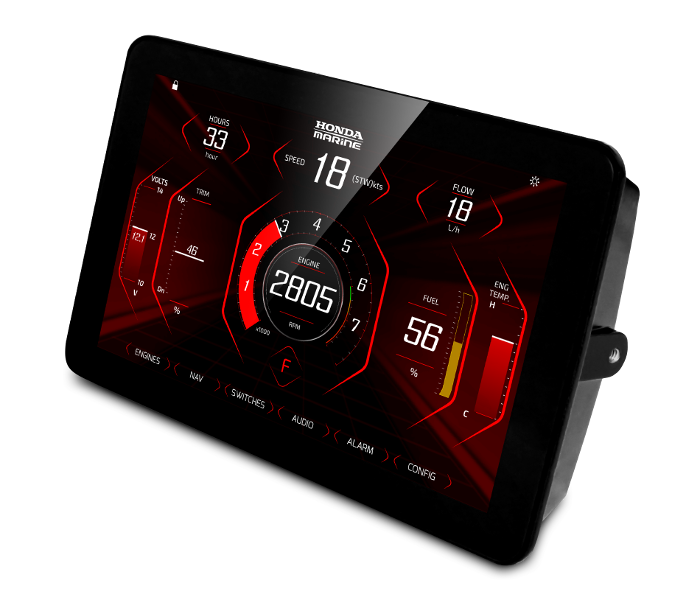 HOURS
33
hour
HONDA
MARINE
SPEED 18 (STW)kts
FLOW
18
L/h
VOLTS
14
12.1 12
10
V
TRIM
Up
46
Dn
%
1 2 3 4 5 6 7
ENGINE
2805
RPM
x1000
F
FUEL
56
%
ENG
TEMP.
H
C
ENGINES NAV SWITCHES AUDIO ALARM CONFIG